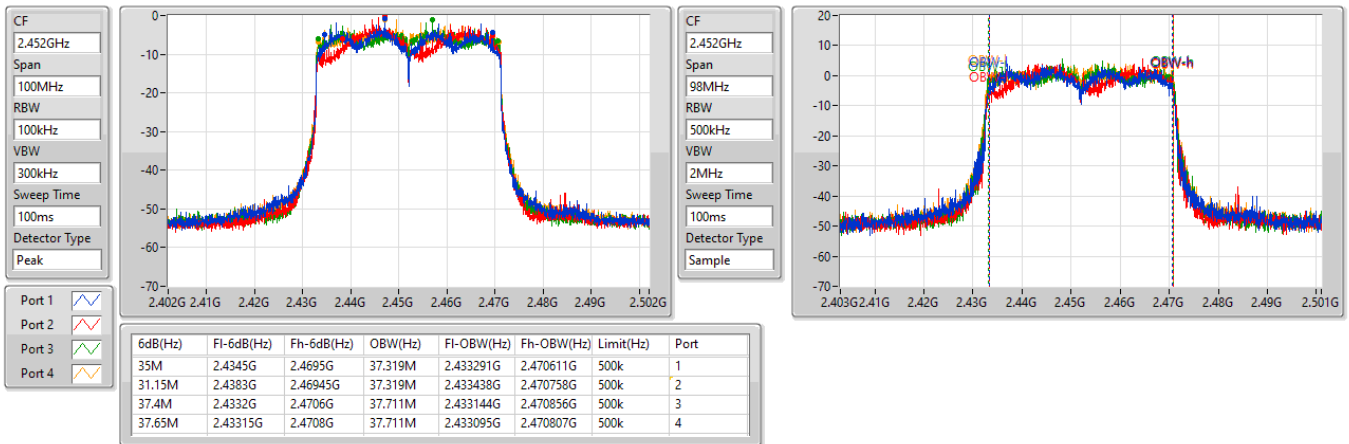 CF
2.452GHz
Span
100MHz
RBW
100kHz
VBW
300kHz
Sweep Time
100ms
Detector Type
Peak
0
-10
-20
-30
-40
-50
-60
-70
2.402G 2.41G 2.42G 2.43G 2.44G 2.45G 2.46G 2.47G 2.48G 2.49G 2.502G
CF
2.452GHz
Span
98MHz
RBW
500kHz
VBW
2MHz
Sweep Time
100ms
Detector Type
Sample
20
10
0
-10
-20
-30
-40
-50
-60
-70
OBW-h
2.403G 2.41G 2.42G 2.43G 2.44G 2.45G 2.46G 2.47G 2.48G 2.49G 2.501G
Port 1
Port 2
Port 3
Port 4
6dB(Hz) Fl-6dB(Hz) Fh-6dB(Hz) OBW(Hz) Fl-OBW(Hz) Fh-OBW(Hz) Limit(Hz) Port
35M 2.4345G 2.4695G 37.319M 2.433291G 2.470611G 500k 1
31.15M 2.4383G 2.46945G 37.319M 2.433438G 2.470758G 500k 2
37.4M 2.4332G 2.4706G 37.711M 2.433144G 2.470856G 500k 3
37.65M 2.43315G 2.4708G 37.711M 2.433095G 2.470807G 500k 4